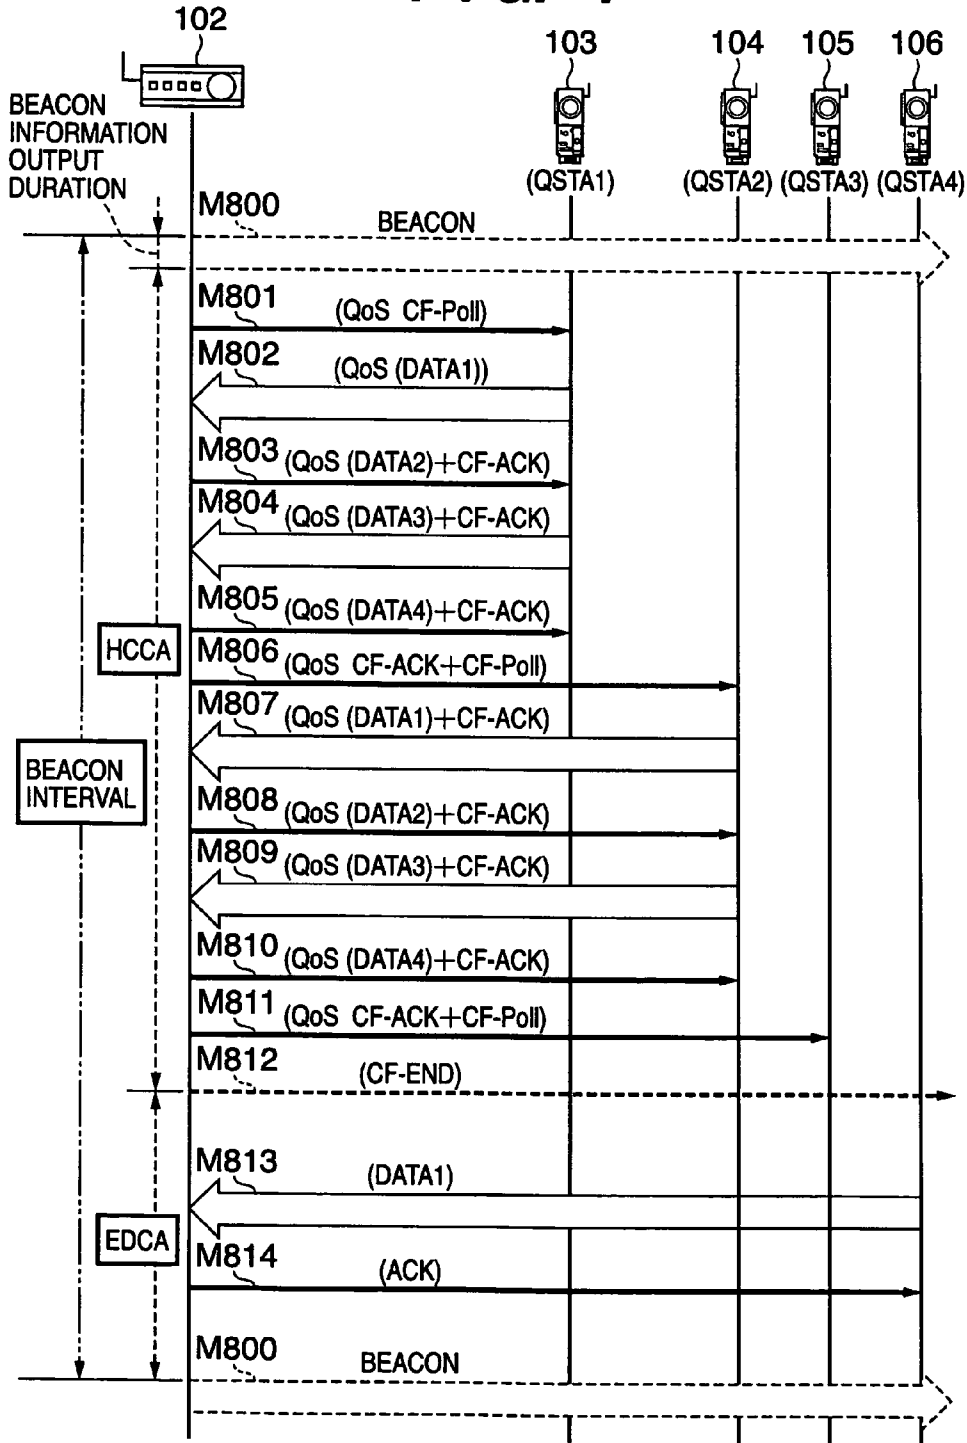 102
103
104
105
106
BEACON
INFORMATION
OUTPUT
DURATION
(QSTA1)
(QSTA2)
(QSTA3)
(QSTA4)
M800
BEACON
M801
(QoS CF-Poll)
M802
(QoS (DATA1))
M803
(QoS (DATA2)+CF-ACK)
M804
(QoS (DATA3)+CF-ACK)
M805
(QoS (DATA4)+CF-ACK)
HCCA
M806
(QoS CF-ACK+CF-Poll)
M807
(QoS (DATA1)+CF-ACK)
BEACON
INTERVAL
M808
(QoS (DATA2)+CF-ACK)
M809
(QoS (DATA3)+CF-ACK)
M810
(QoS (DATA4)+CF-ACK)
M811
(QoS CF-ACK+CF-Poll)
M812
(CF-END)
M813
(DATA1)
EDCA
M814
(ACK)
M800
BEACON